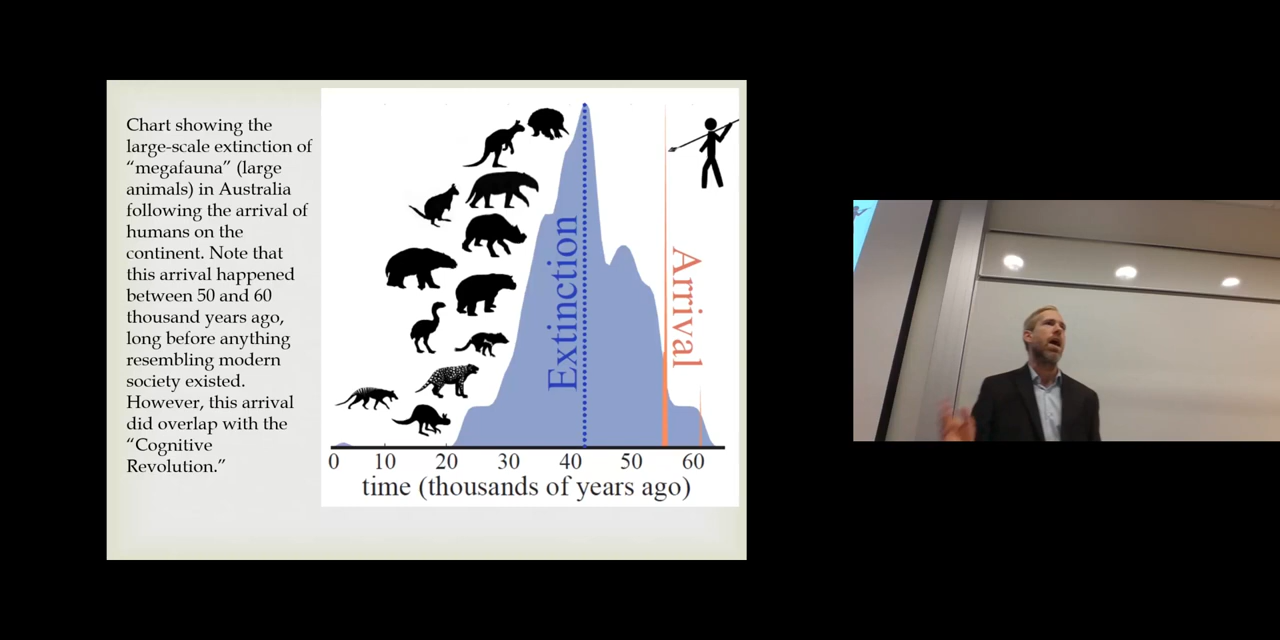 Chart showing the
large-scale extinction of
“megafauna” (large
animals) in Australia
following the arrival of
humans on the
continent. Note that
this arrival happened
between 50 and 60
thousand years ago,
long before anything
resembling modern
society existed.
However, this arrival
did overlap with the
“Cognitive
Revolution.”
Extinction
Arrival
0 10 20 30 40 50 60
time (thousands of years ago)